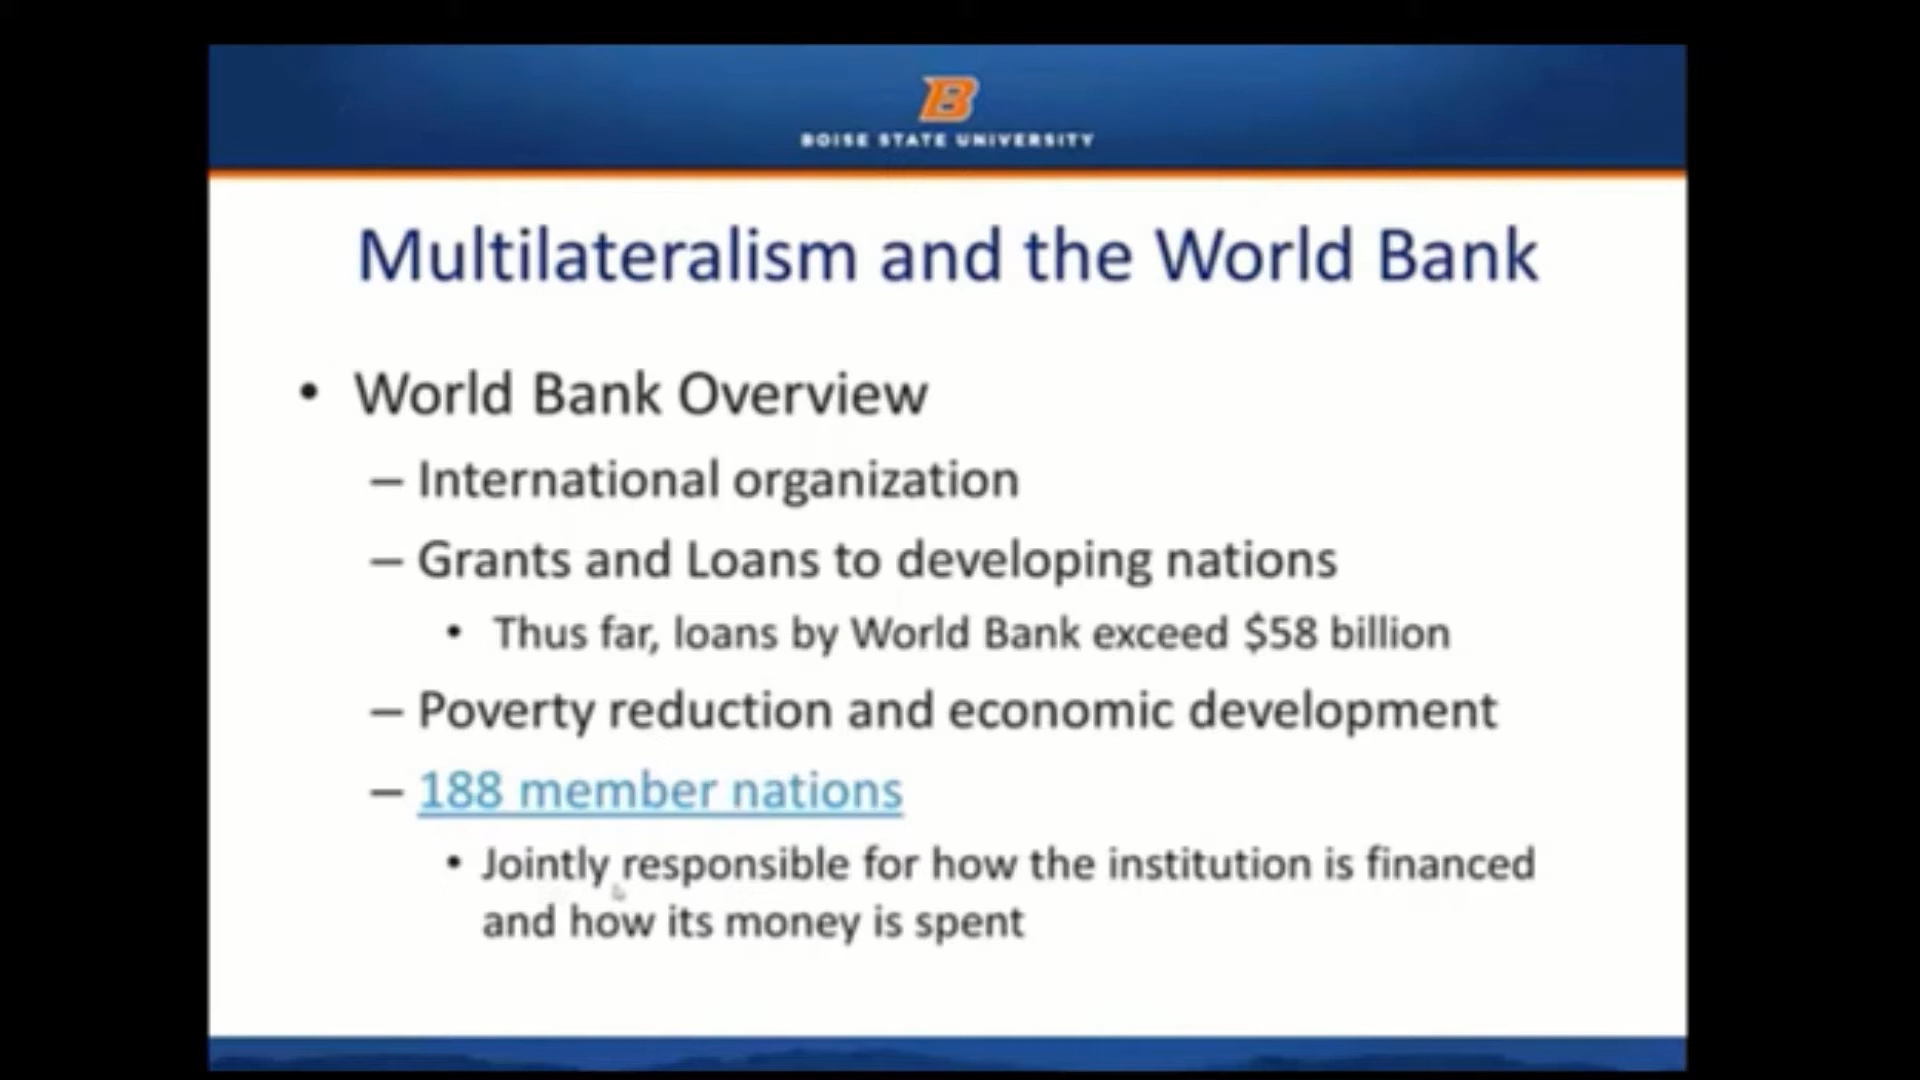 B
BOISE STATE UNIVERSITY
Multilateralism and the World Bank
• World Bank Overview
– International organization
– Grants and Loans to developing nations
• Thus far, loans by World Bank exceed $58 billion
– Poverty reduction and economic development
– 188 member nations
• Jointly responsible for how the institution is financed
and how its money is spent